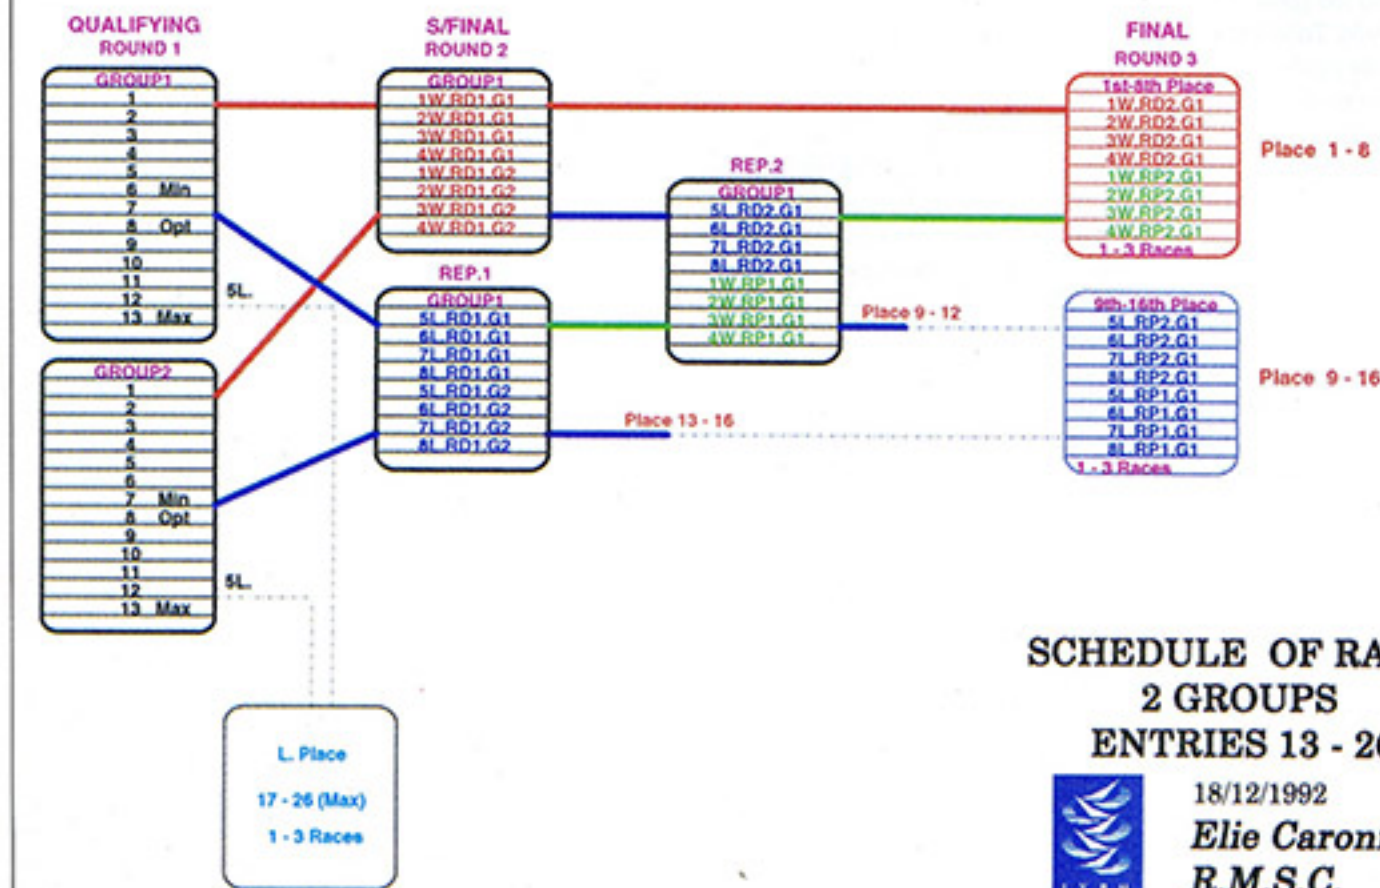 QUALIFYING
ROUND 1
GROUP1
1
2
3
4
5
6 Min
7
8 Opt
9
10
11
12
13 Max
5L.
GROUP2
1
2
3
4
5
6
7 Min
8 Opt
9
10
11
12
13 Max
5L.
L. Place
17 - 26 (Max)
1 - 3 Races
S/FINAL
ROUND 2
GROUP1
1W.RD1.G1
2W.RD1.G1
3W.RD1.G1
4W.RD1.G1
1W.RD1.G2
2W.RD1.G2
3W.RD1.G2
4W.RD1.G2
REP.1
GROUP1
5L.RD1.G1
6L.RD1.G1
7L.RD1.G1
8L.RD1.G1
5L.RD1.G2
6L.RD1.G2
7L.RD1.G2
8L.RD1.G2
REP.2
GROUP1
5L.RD2.G1
6L.RD2.G1
7L.RD2.G1
8L.RD2.G1
1W.RP1.G1
2W.RP1.G1
3W.RP1.G1
4W.RP1.G1
Place 9 - 12
Place 13 - 16
FINAL
ROUND 3
1st-8th Place
1W.RD2.G1
2W.RD2.G1
3W.RD2.G1
4W.RD2.G1
1W.RP2.G1
2W.RP2.G1
3W.RP2.G1
4W.RP2.G1
1 - 3 Races
Place 1 - 8
9th-16th Place
5L.RP2.G1
6L.RP2.G1
7L.RP2.G1
8L.RP2.G1
5L.RP1.G1
6L.RP1.G1
7L.RP1.G1
8L.RP1.G1
1 - 3 Races
Place 9 - 16
SCHEDULE OF RA
2 GROUPS
ENTRIES 13 - 26
18/12/1992
Elie Caroni
R.M.S.C